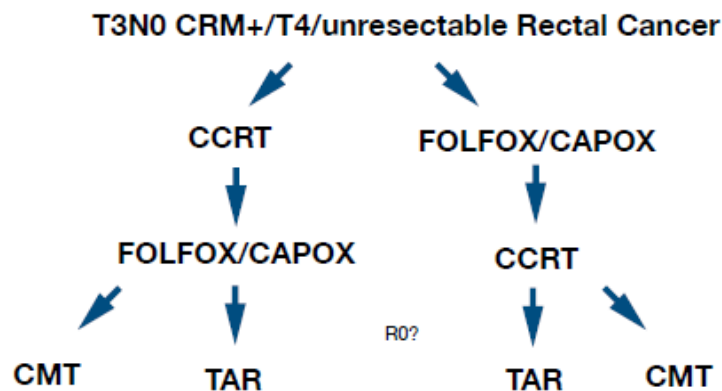 T3N0 CRM+/T4/unresectable Rectal Cancer
CCRT
FOLFOX/CAPOX
FOLFOX/CAPOX
CCRT
R0?
CMT
TAR
TAR
CMT